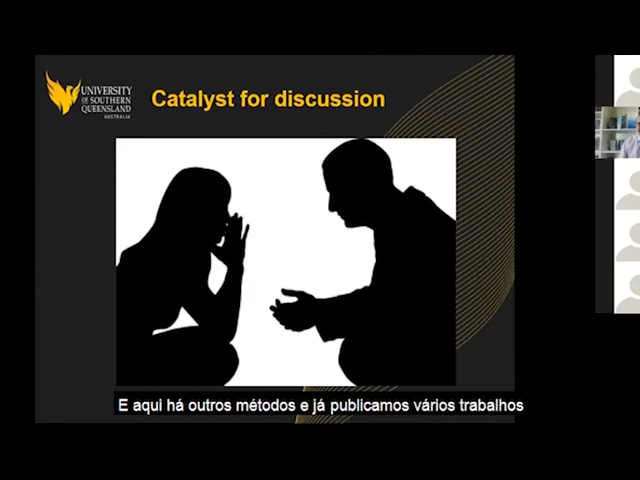 UNIVERSITY
OF SOUTHERN
QUEENSLAND
AUSTRALIA
Catalyst for discussion
E aqui há outros métodos e já publicamos vários trabalhos